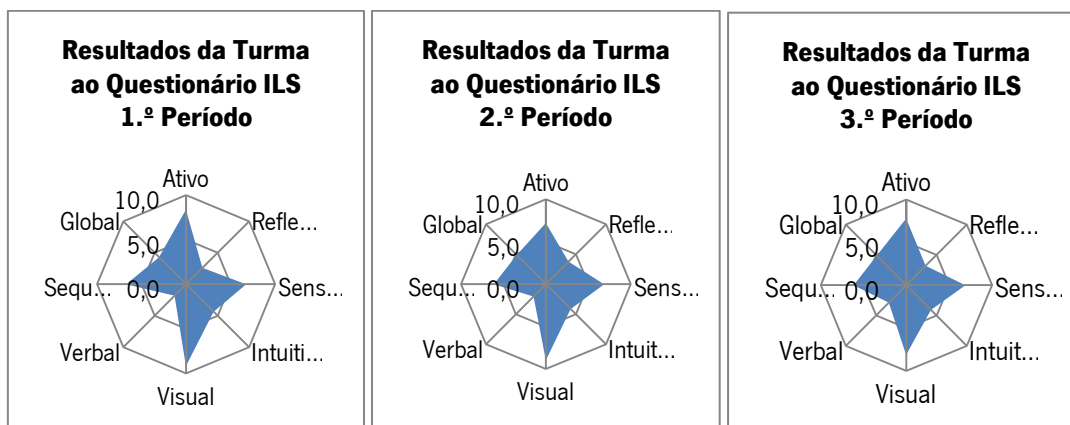 Resultados da Turma
ao Questionário ILS
1.º Período
Ativo
10,0
Global
Refle...
5,0
Sequ...
0,0
Sens...
Verbal
Intuiti...
Visual
Resultados da Turma
ao Questionário ILS
2.º Período
Ativo
10,0
Global
Refle...
5,0
Sequ...
0,0
Sens...
Verbal
Intuit...
Visual
Resultados da Turma
ao Questionário ILS
3.º Período
Ativo
10,0
Global
Refle...
5,0
Sequ...
0,0
Sens...
Verbal
Intuit...
Visual